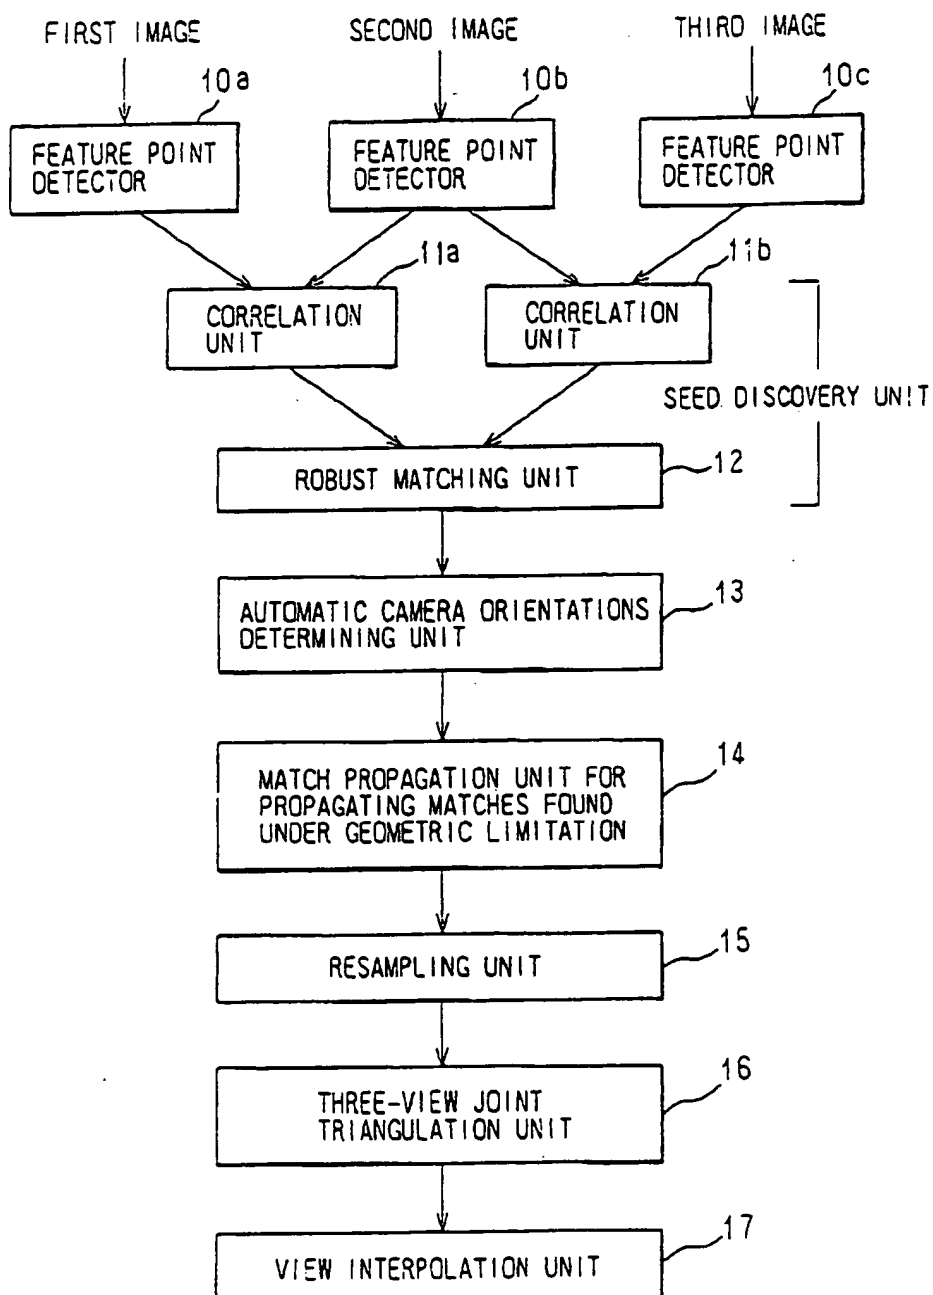 FIRST IMAGE
SECOND IMAGE
THIRD IMAGE
10a
10b
10c
FEATURE POINT
DETECTOR
FEATURE POINT
DETECTOR
FEATURE POINT
DETECTOR
11a
11b
CORRELATION
UNIT
CORRELATION
UNIT
SEED DISCOVERY UNIT
ROBUST MATCHING UNIT
12
AUTOMATIC CAMERA ORIENTATIONS
DETERMINING UNIT
13
MATCH PROPAGATION UNIT FOR
PROPAGATING MATCHES FOUND
UNDER GEOMETRIC LIMITATION
14
RESAMPLING UNIT
15
THREE-VIEW JOINT
TRIANGULATION UNIT
16
VIEW INTERPOLATION UNIT
17